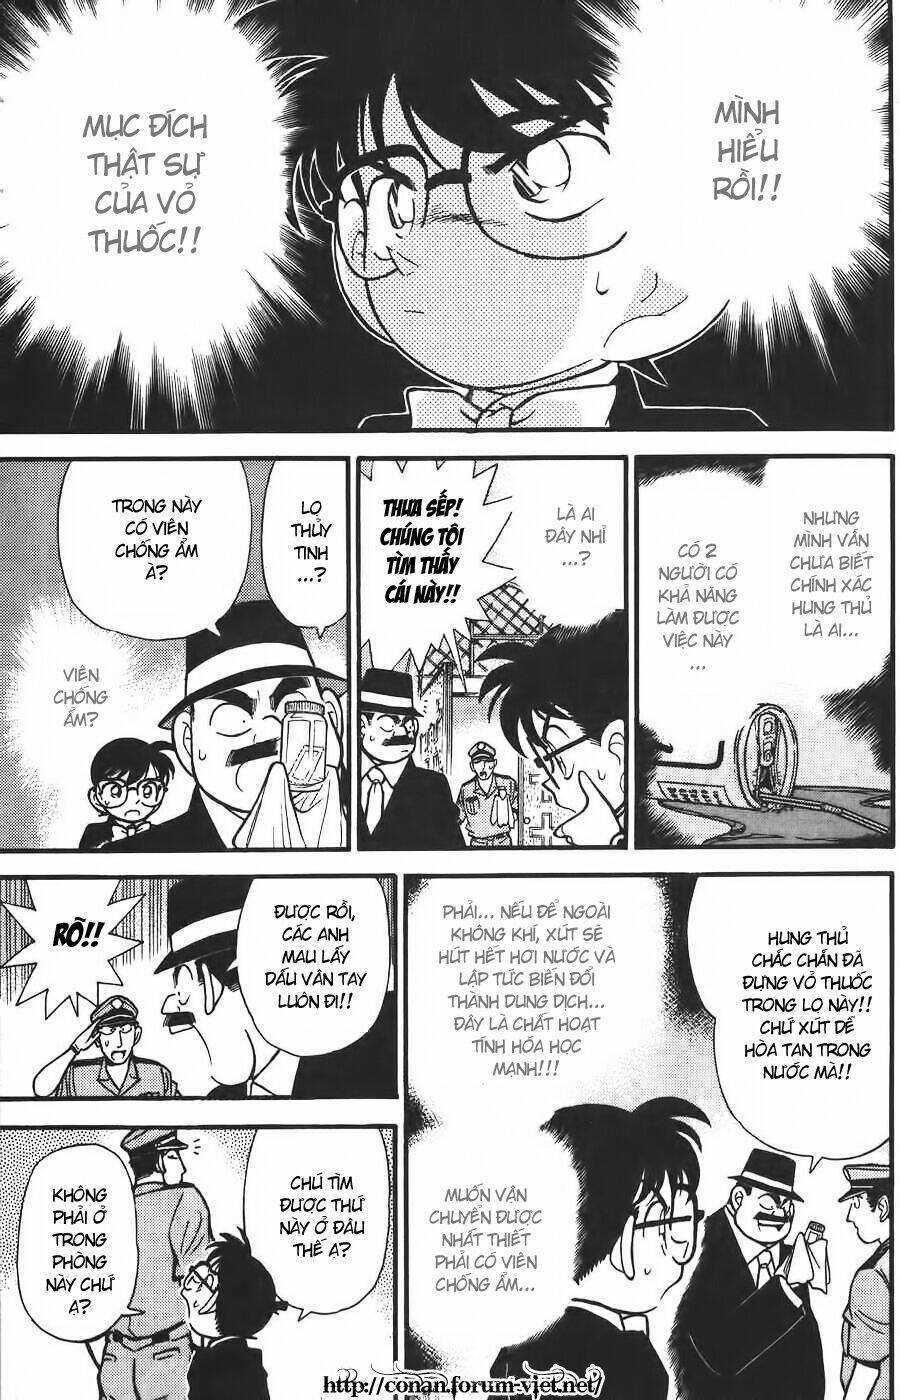 MÌNH
HIỂU
RỒI!!
MỤC ĐÍCH
THẬT SỰ
CỦA VỎ
THUỐC!!
NHƯNG
MÌNH VẪN
CHƯA BIẾT
CHÍNH XÁC
HUNG THỦ
LÀ AI...
CÓ 2
NGƯỜI CÓ
KHẢ NĂNG
LÀM ĐƯỢC
VIỆC NÀY
...
LÀ AI
ĐÂY NHỈ
...?
THƯA SẾP!
CHÚNG TÔI
TÌM THẤY
CÁI NÀY!!
LỌ
THỦY
TINH
...?
TRONG NÀY
CÓ VIÊN
CHỐNG ẨM
À?
VIÊN
CHỐNG
ẨM?
HUNG THỦ
CHẮC CHẮN ĐÃ
ĐỰNG VỎ THUỐC
TRONG LỌ NÀY!!
CHỨ XÚT DỄ
HÒA TAN TRONG
NƯỚC MÀ!!
PHẢI... NẾU ĐỂ NGOÀI
KHÔNG KHÍ, XÚT SẼ
HÚT HẾT HƠI NƯỚC VÀ
LẬP TỨC BIẾN ĐỔI
THÀNH DUNG DỊCH...
ĐÂY LÀ CHẤT HOẠT
TÍNH HÓA HỌC
MẠNH!!!
MUỐN VẬN
CHUYỂN ĐƯỢC
NHẤT THIẾT
PHẢI CÓ VIÊN
CHỐNG ẨM...
ĐƯỢC RỒI,
CÁC ANH
MAU LẤY
DẤU VÂN TAY
LUÔN ĐI!!
RÕ!!
CHÚ TÌM
ĐƯỢC THỨ
NÀY Ở ĐÂU
THẾ Ạ?
KHÔNG
PHẢI Ở
TRONG
PHÒNG
NÀY CHỨ
Ạ?
http://conan.forum-viet.net/